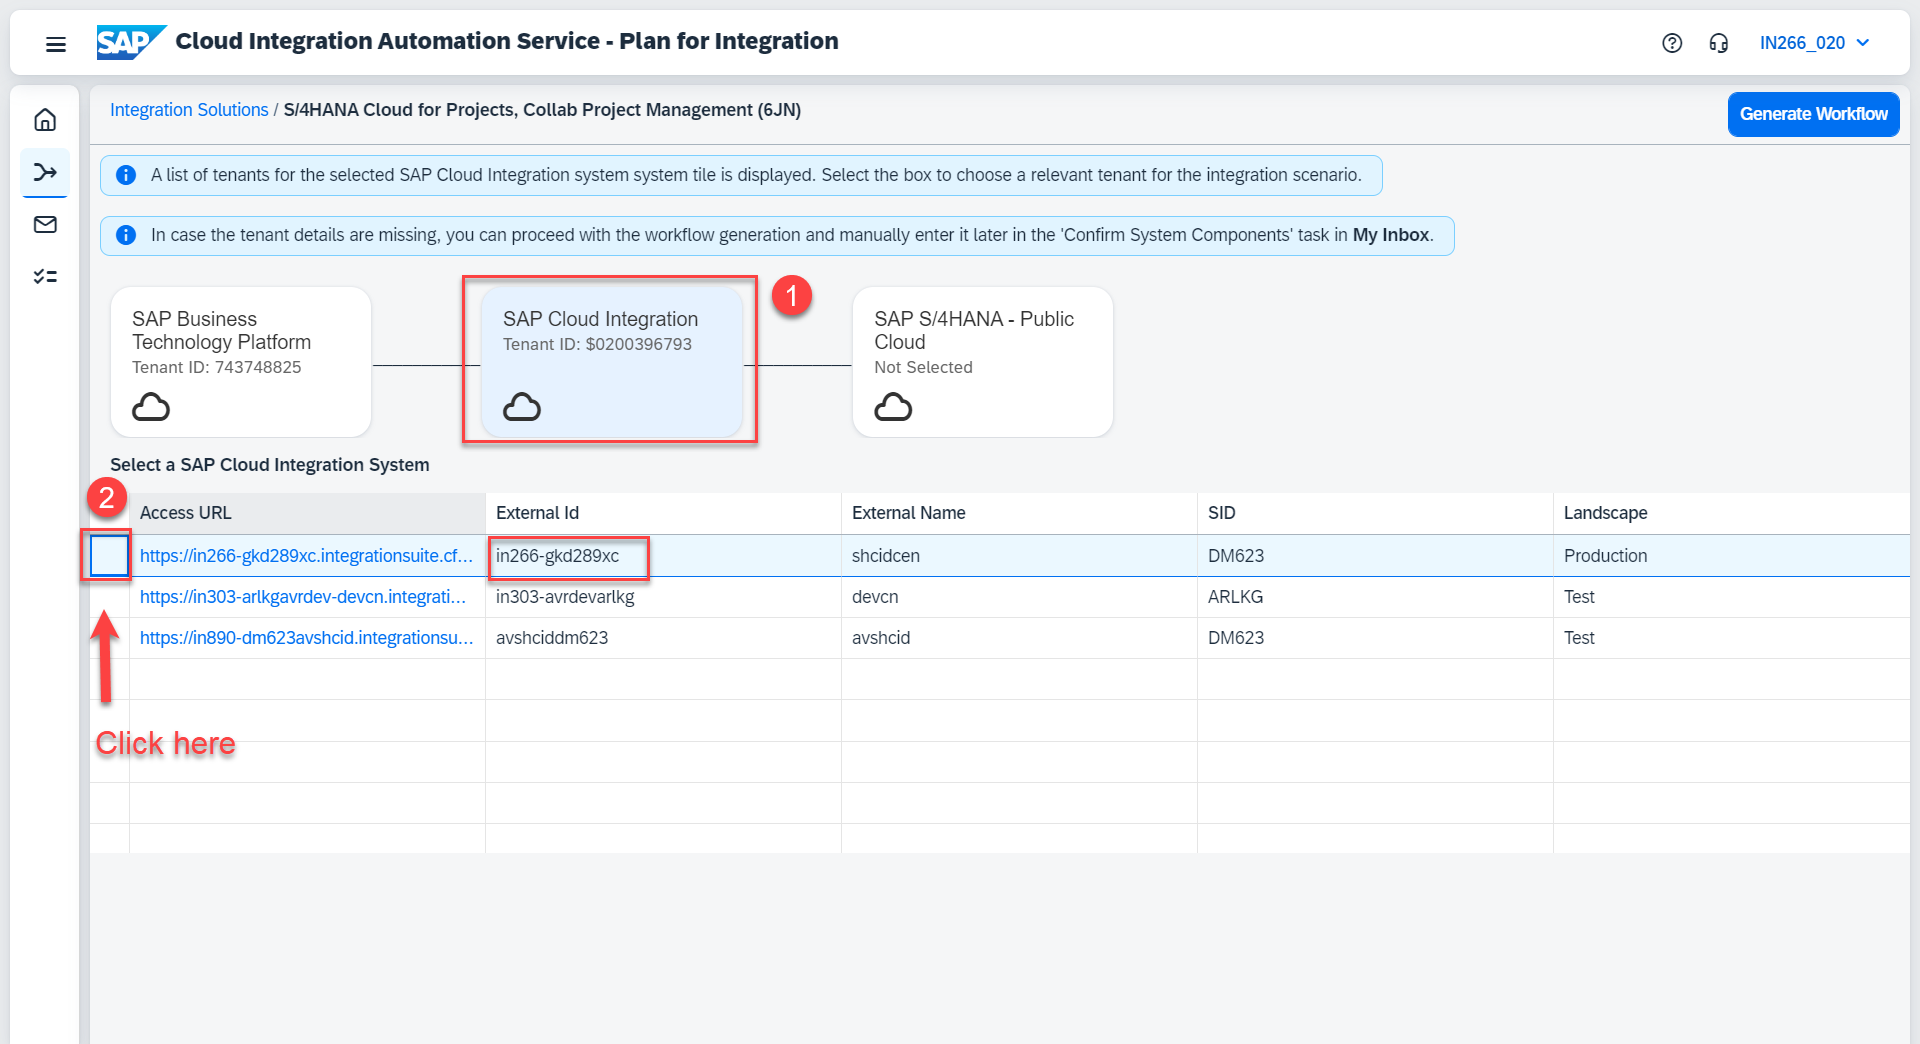 SAP Cloud Integration Automation Service - Plan for Integration
IN266_020
Integration Solutions / S/4HANA Cloud for Projects, Collab Project Management (6JN)
Generate Workflow
A list of tenants for the selected SAP Cloud Integration system system tile is displayed. Select the box to choose a relevant tenant for the integration scenario.
In case the tenant details are missing, you can proceed with the workflow generation and manually enter it later in the 'Confirm System Components' task in My Inbox.
SAP Business
Technology Platform
Tenant ID: 743748825
SAP Cloud Integration
Tenant ID: $0200396793
1
SAP S/4HANA - Public
Cloud
Not Selected
Select a SAP Cloud Integration System
2
Access URL External Id External Name SID Landscape
https://in266-gkd289xc.integrationsuite.cf... in266-gkd289xc shcidcen DM623 Production
https://in303-arlkgavrdev-devcn.integrati... in303-avrdevarlkg devcn ARLKG Test
https://in890-dm623avshcid.integrationsu... avshciddm623 avshcid DM623 Test
Click here